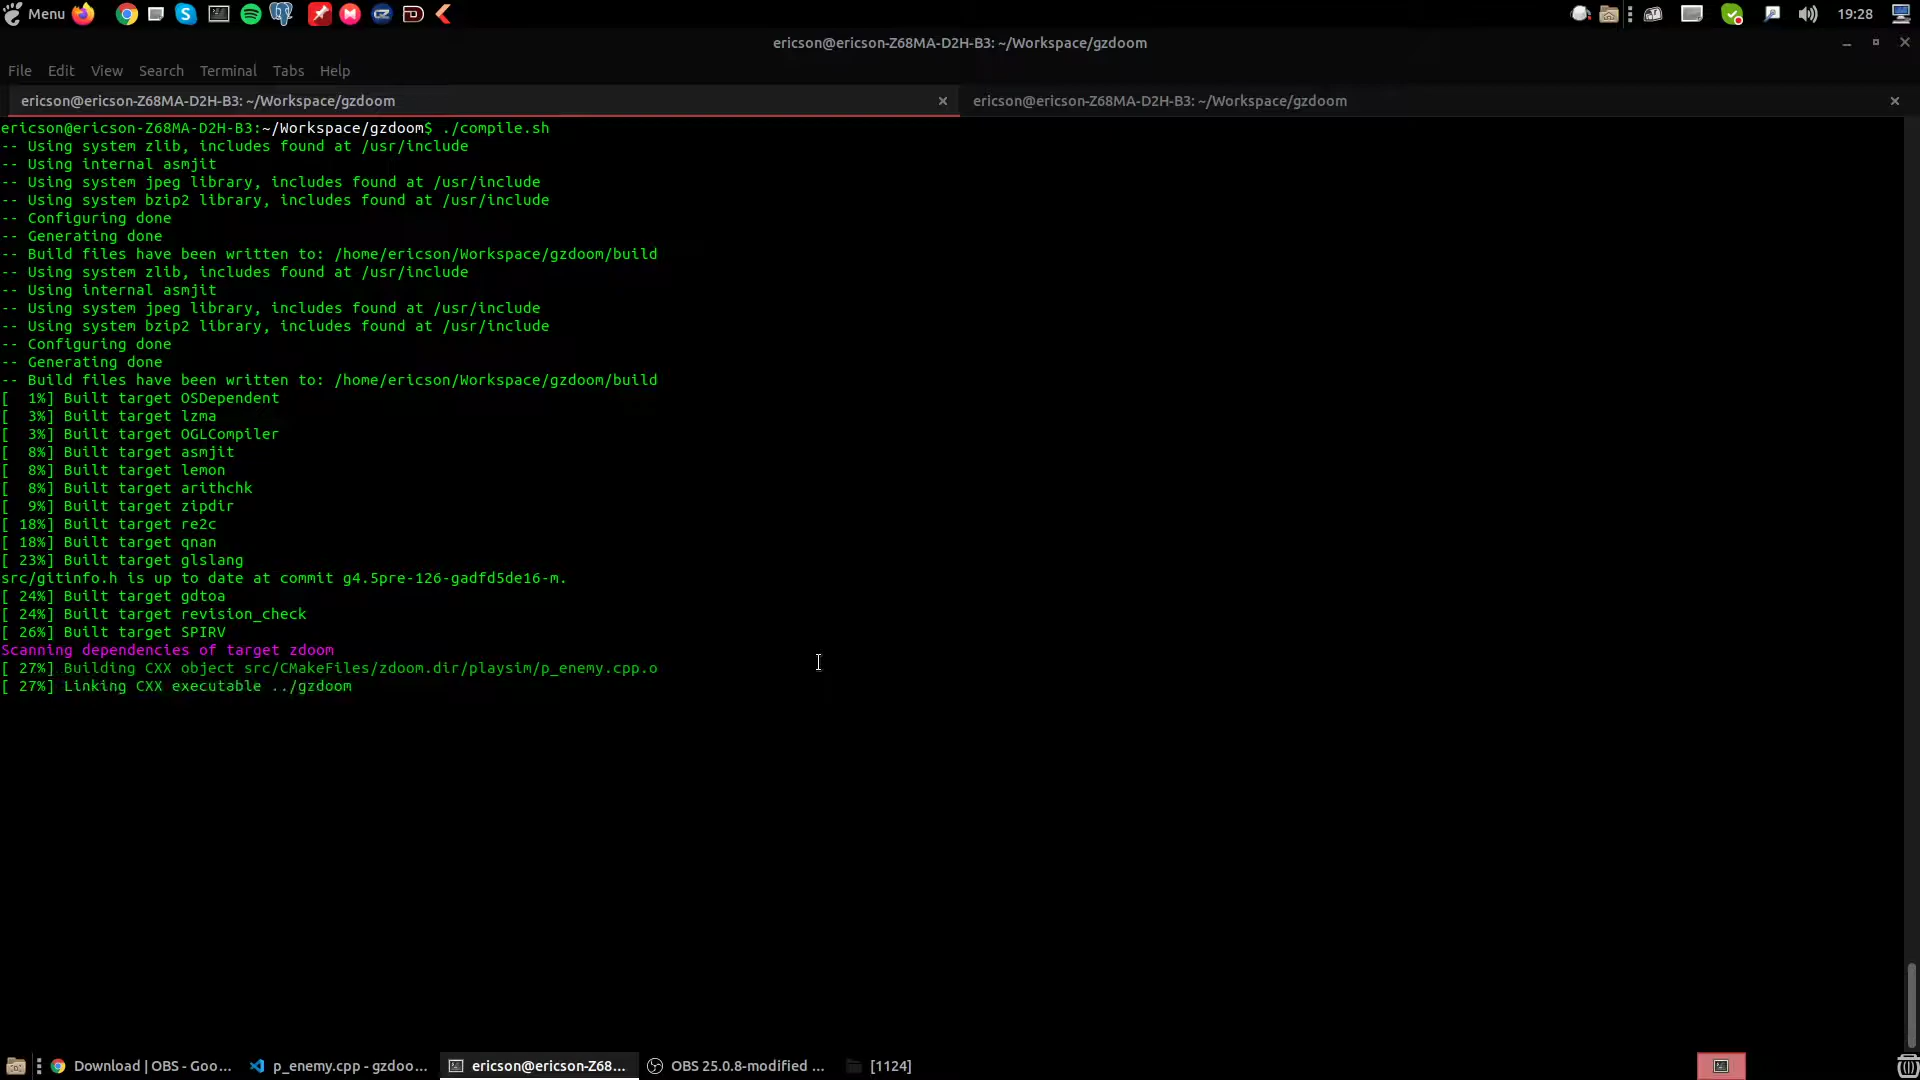 Menu
19:28
ericson@ericson-Z68MA-D2H-B3: ~/Workspace/gzdoom
File Edit View Search Terminal Tabs Help
ericson@ericson-Z68MA-D2H-B3: ~/Workspace/gzdoom
ericson@ericson-Z68MA-D2H-B3: ~/Workspace/gzdoom
ericson@ericson-Z68MA-D2H-B3:~/Workspace/gzdoom$ ./compile.sh
-- Using system zlib, includes found at /usr/include
-- Using internal asmjit
-- Using system jpeg library, includes found at /usr/include
-- Using system bzip2 library, includes found at /usr/include
-- Configuring done
-- Generating done
-- Build files have been written to: /home/ericson/Workspace/gzdoom/build
-- Using system zlib, includes found at /usr/include
-- Using internal asmjit
-- Using system jpeg library, includes found at /usr/include
-- Using system bzip2 library, includes found at /usr/include
-- Configuring done
-- Generating done
-- Build files have been written to: /home/ericson/Workspace/gzdoom/build
[  1%] Built target OSDependent
[  3%] Built target lzma
[  3%] Built target OGLCompiler
[  8%] Built target asmjit
[  8%] Built target lemon
[  8%] Built target arithchk
[  9%] Built target zipdir
[ 18%] Built target re2c
[ 18%] Built target qnan
[ 23%] Built target glslang
src/gitinfo.h is up to date at commit g4.5pre-126-gadfd5de16-m.
[ 24%] Built target gdtoa
[ 24%] Built target revision_check
[ 26%] Built target SPIRV
Scanning dependencies of target zdoom
[ 27%] Building CXX object src/CMakeFiles/zdoom.dir/playsim/p_enemy.cpp.o
[ 27%] Linking CXX executable ../gzdoom
Download | OBS - Goo...
p_enemy.cpp - gzdoo...
ericson@ericson-Z68...
OBS 25.0.8-modified ...
[1124]